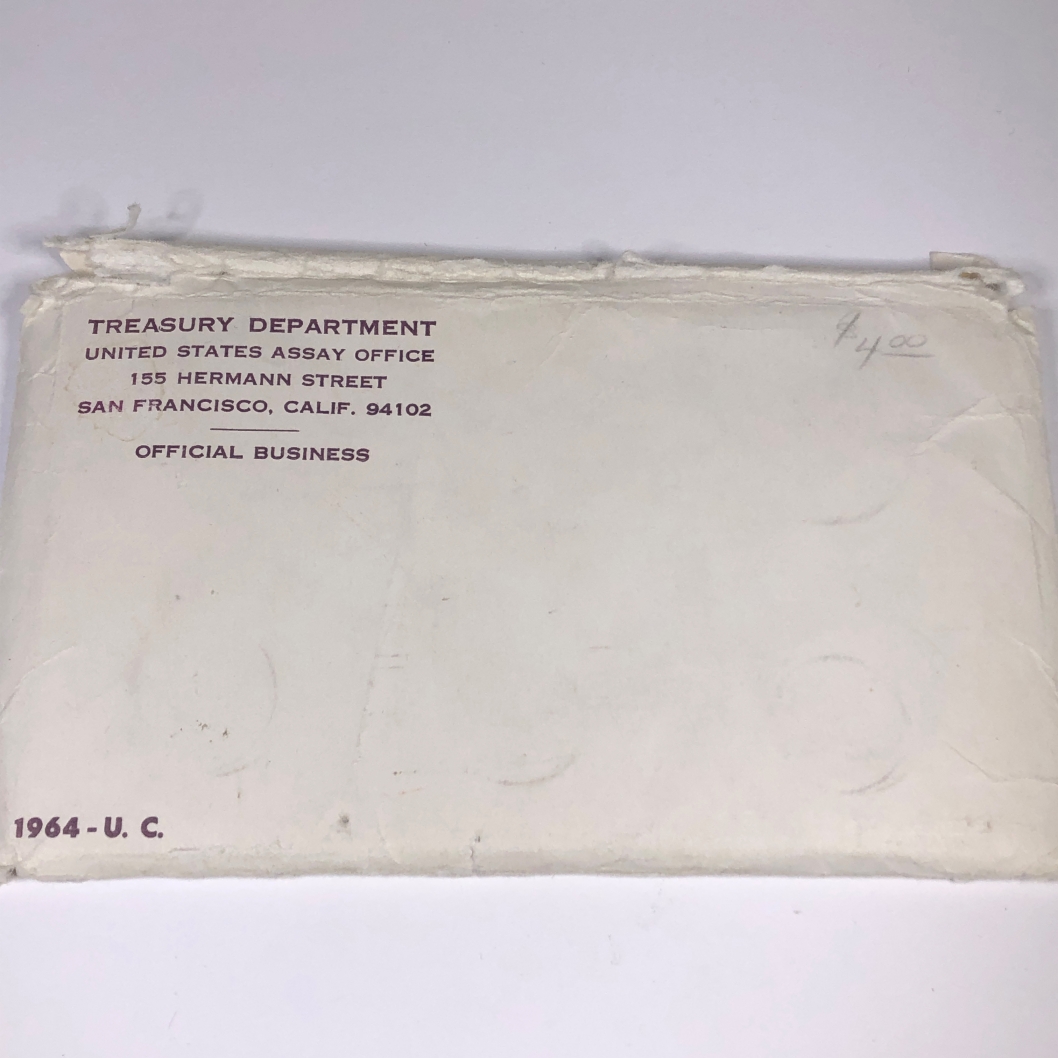 TREASURY DEPARTMENT
UNITED STATES ASSAY OFFICE
155 HERMANN STREET
SAN FRANCISCO, CALIF. 94102
OFFICIAL BUSINESS
$4.00
1964 - U. C.